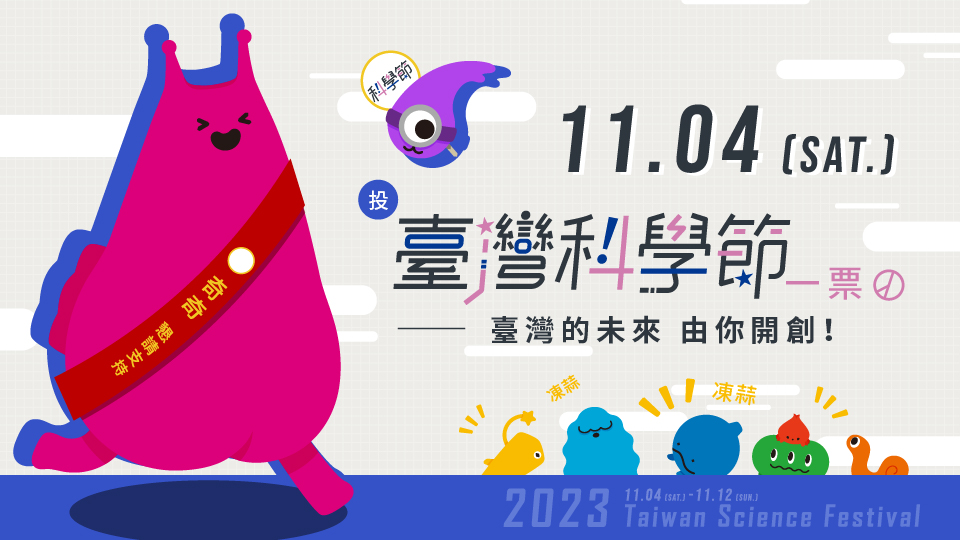 科學節
11.04 (SAT.)
投
臺灣科學節一票
臺灣的未來 由你開創！
奇奇
懇請支持
凍蒜
凍蒜
2023 11.04 (SAT.) - 11.12 (SUN.)
Taiwan Science Festival